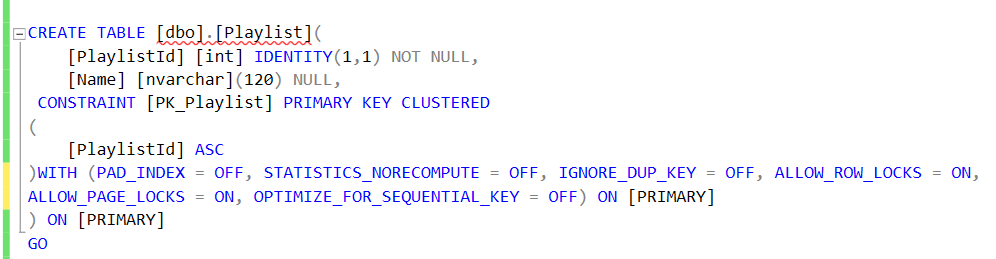 CREATE TABLE [dbo].[Playlist](
[PlaylistId] [int] IDENTITY(1,1) NOT NULL,
[Name] [nvarchar](120) NULL,
CONSTRAINT [PK_Playlist] PRIMARY KEY CLUSTERED
(
[PlaylistId] ASC
)WITH (PAD_INDEX = OFF, STATISTICS_NORECOMPUTE = OFF, IGNORE_DUP_KEY = OFF, ALLOW_ROW_LOCKS = ON,
ALLOW_PAGE_LOCKS = ON, OPTIMIZE_FOR_SEQUENTIAL_KEY = OFF) ON [PRIMARY]
) ON [PRIMARY]
GO